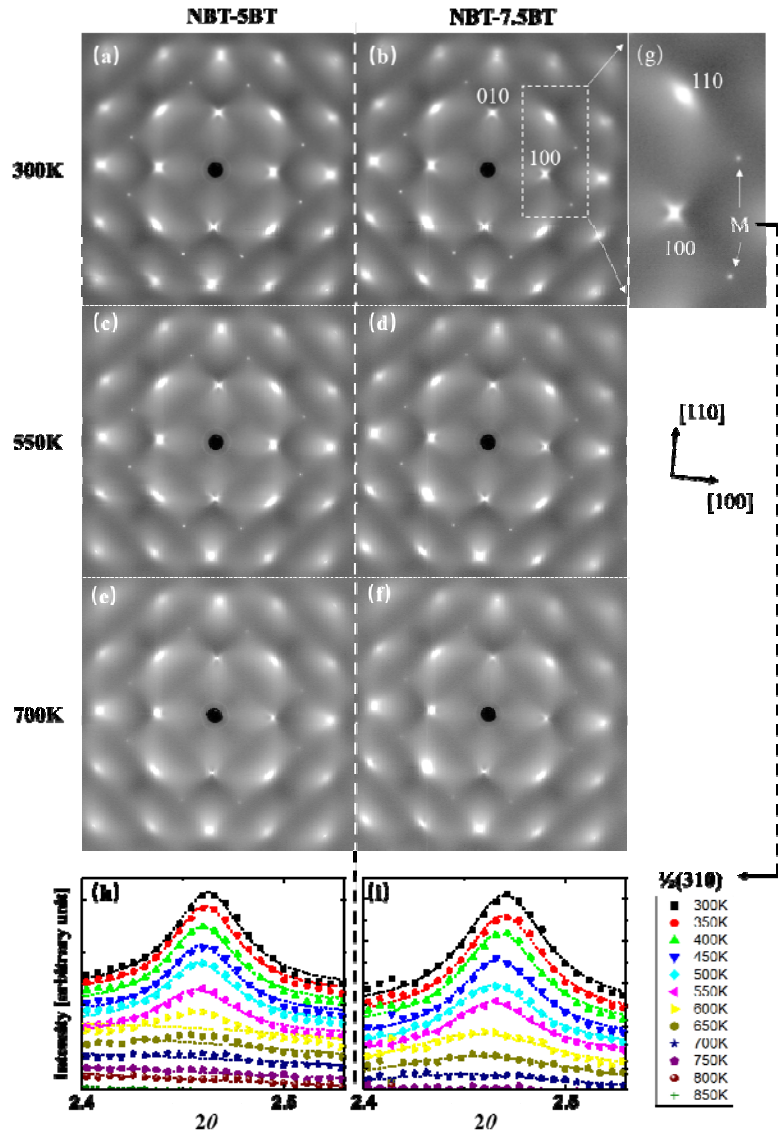 NBT-5BT
NBT-7.5BT
(a)
(b)
(g)
010
110
100
300K
M
100
(c)
(d)
[110]
550K
[100]
(e)
(f)
700K
(h)
(i)
½(310)
Intensity [arbitrary unit]
300K
350K
400K
450K
500K
550K
600K
650K
700K
750K
800K
850K
2.4
2.5
2.4
2.5
2θ
2θ